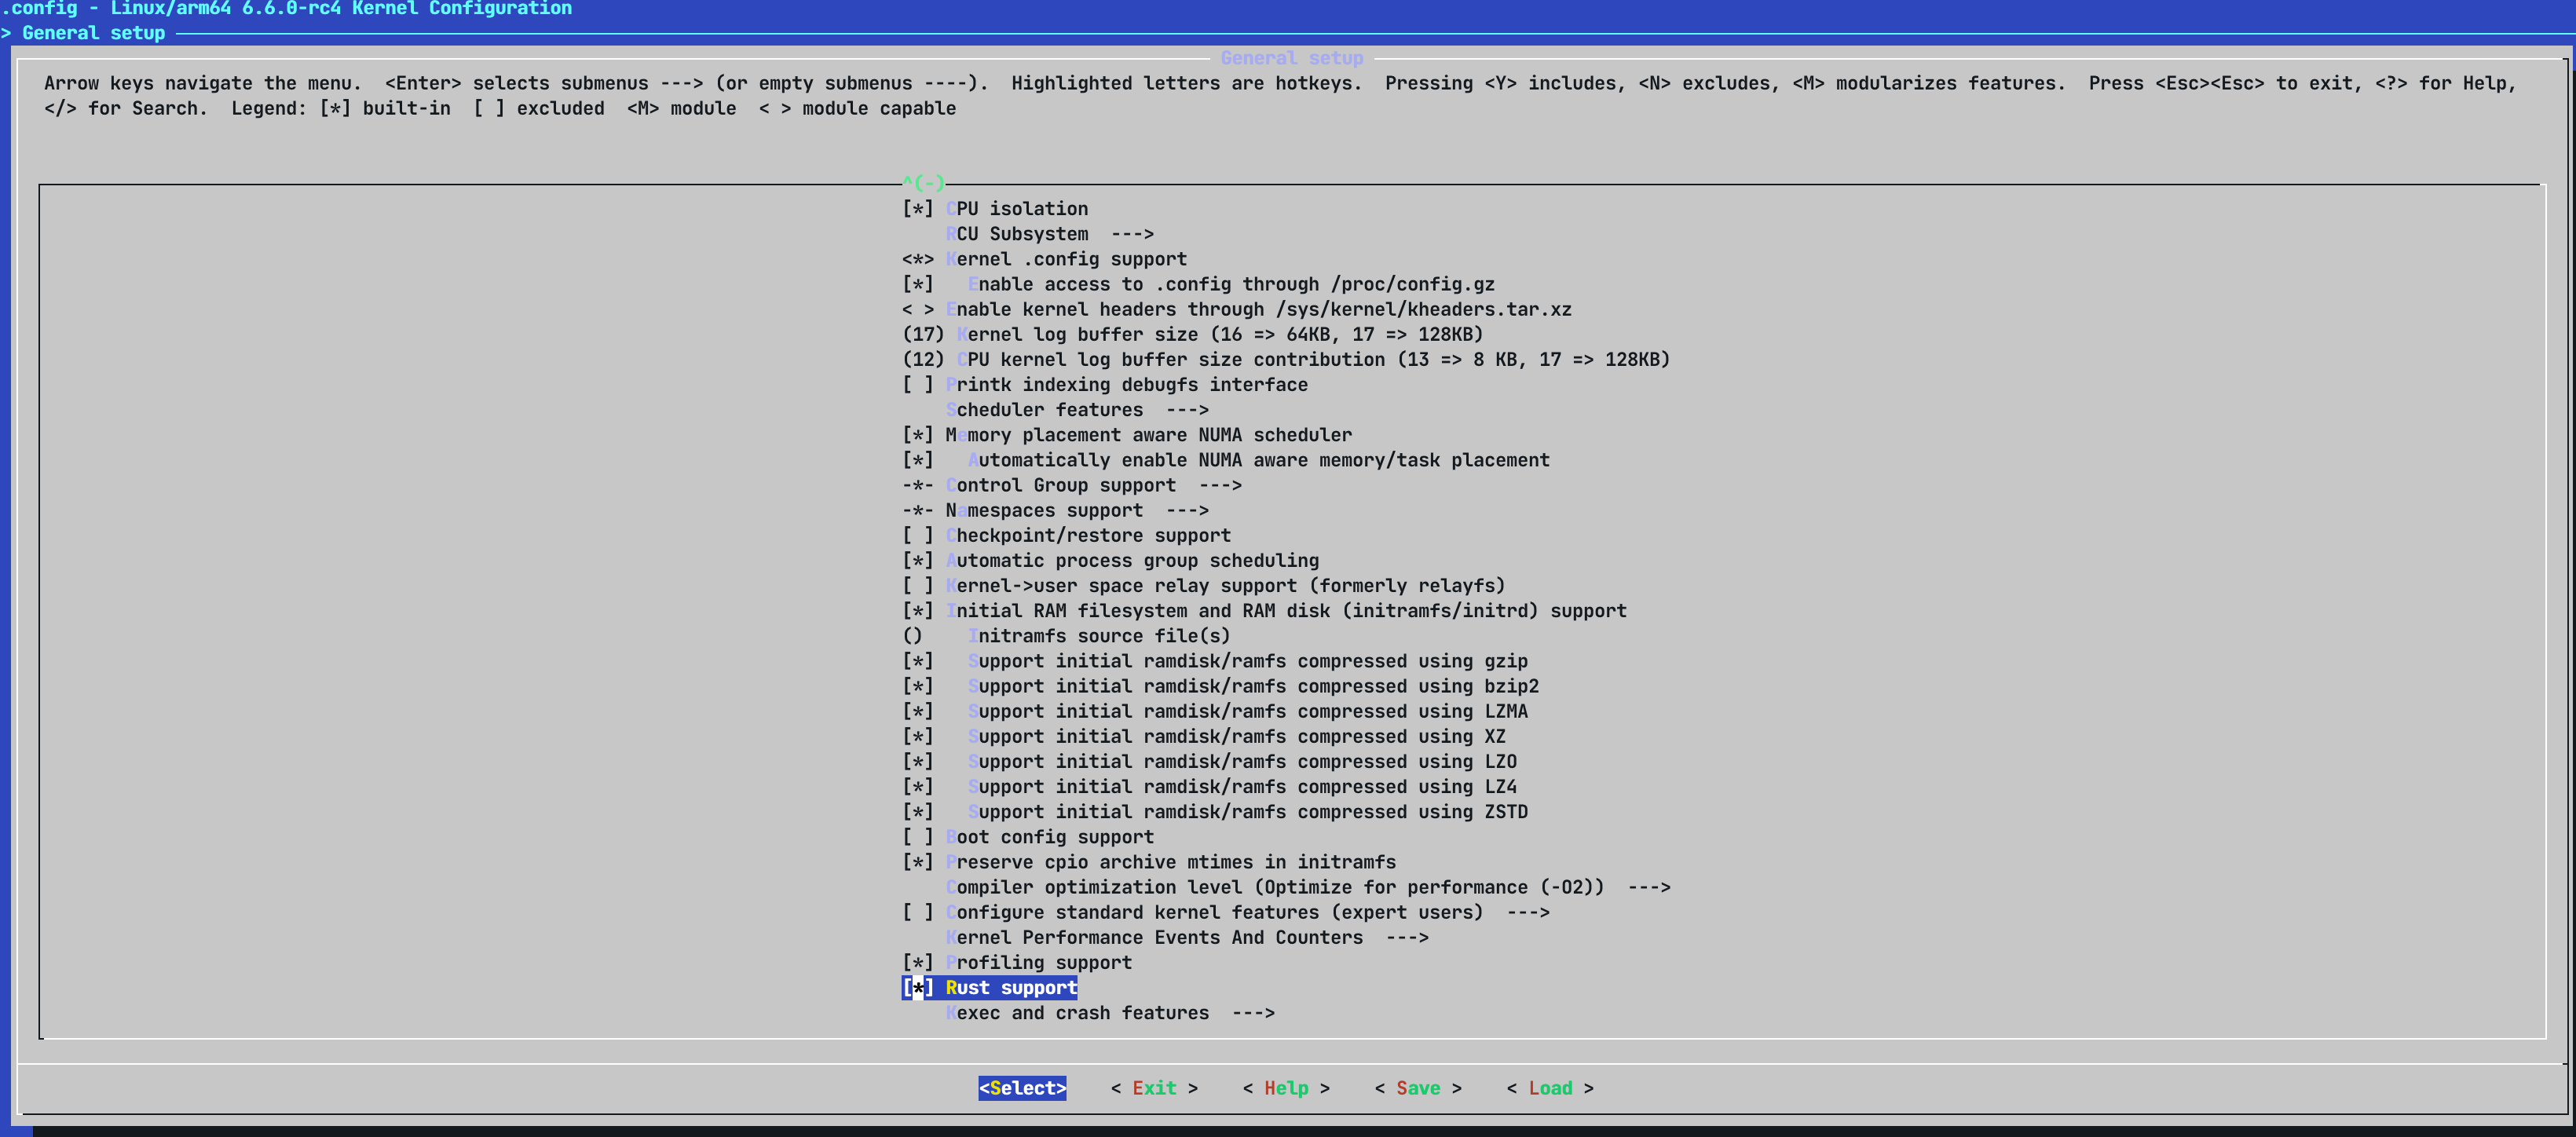 .config - Linux/arm64 6.6.0-rc4 Kernel Configuration
> General setup
General setup
Arrow keys navigate the menu.  <Enter> selects submenus ---> (or empty submenus ----).  Highlighted letters are hotkeys.  Pressing <Y> includes, <N> excludes, <M> modularizes features.  Press <Esc><Esc> to exit, <?> for Help,
</> for Search.  Legend: [*] built-in  [ ] excluded  <M> module  < > module capable
^(-)
[*] CPU isolation
RCU Subsystem  --->
<*> Kernel .config support
[*]   Enable access to .config through /proc/config.gz
< > Enable kernel headers through /sys/kernel/kheaders.tar.xz
(17) Kernel log buffer size (16 => 64KB, 17 => 128KB)
(12) CPU kernel log buffer size contribution (13 => 8 KB, 17 => 128KB)
[ ] Printk indexing debugfs interface
Scheduler features  --->
[*] Memory placement aware NUMA scheduler
[*]   Automatically enable NUMA aware memory/task placement
-*- Control Group support  --->
-*- Namespaces support  --->
[ ] Checkpoint/restore support
[*] Automatic process group scheduling
[ ] Kernel->user space relay support (formerly relayfs)
[*] Initial RAM filesystem and RAM disk (initramfs/initrd) support
()    Initramfs source file(s)
[*]   Support initial ramdisk/ramfs compressed using gzip
[*]   Support initial ramdisk/ramfs compressed using bzip2
[*]   Support initial ramdisk/ramfs compressed using LZMA
[*]   Support initial ramdisk/ramfs compressed using XZ
[*]   Support initial ramdisk/ramfs compressed using LZO
[*]   Support initial ramdisk/ramfs compressed using LZ4
[*]   Support initial ramdisk/ramfs compressed using ZSTD
[ ] Boot config support
[*] Preserve cpio archive mtimes in initramfs
Compiler optimization level (Optimize for performance (-O2))  --->
[ ] Configure standard kernel features (expert users)  --->
Kernel Performance Events And Counters  --->
[*] Profiling support
[*] Rust support
Kexec and crash features  --->
<Select>    < Exit >    < Help >    < Save >    < Load >